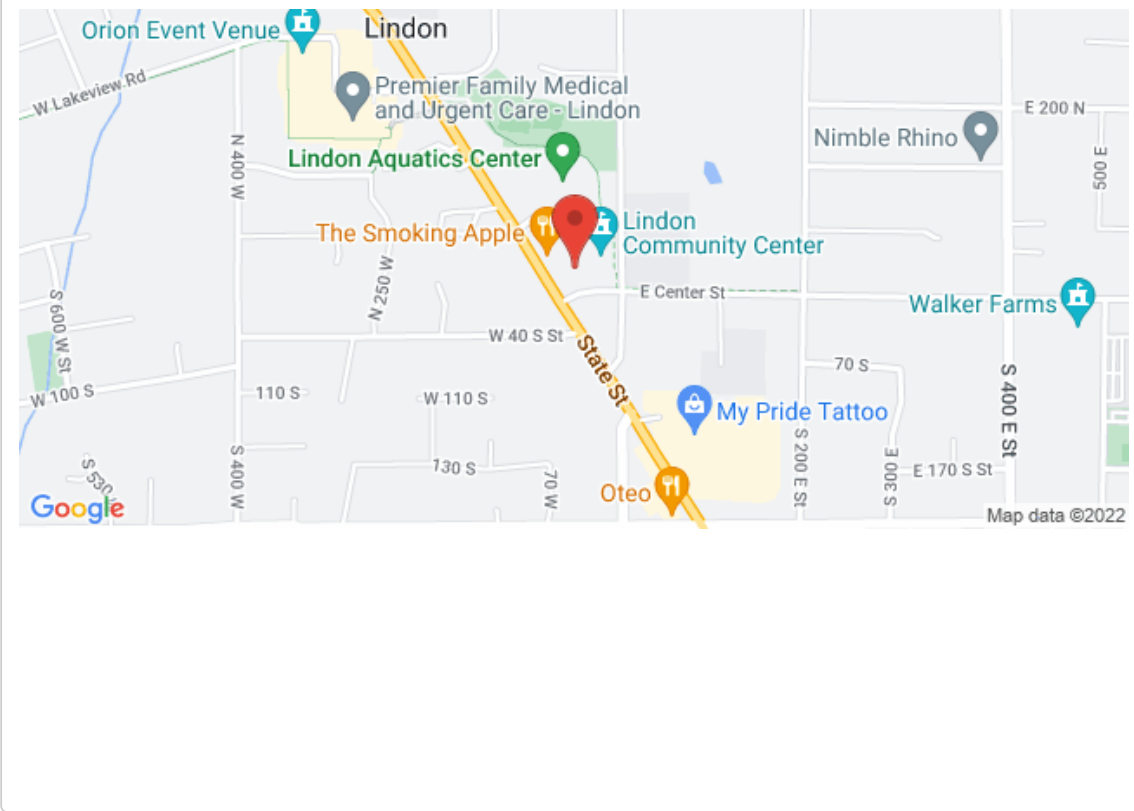 Orion Event Venue
Lindon
W Lakeview Rd
Premier Family Medical
and Urgent Care - Lindon
E 200 N
Nimble Rhino
N 400 W
Lindon Aquatics Center
500 E
The Smoking Apple
Lindon
Community Center
N 250 W
E Center St
Walker Farms
S 600 W St
W 40 S St
State St
70 S
W 100 S
110 S
W 110 S
My Pride Tattoo
S 400 E St
S 400 W
130 S
70 W
S 200 E St
S 300 E
E 170 S St
S 530
Oteo
Google
Map data ©2022